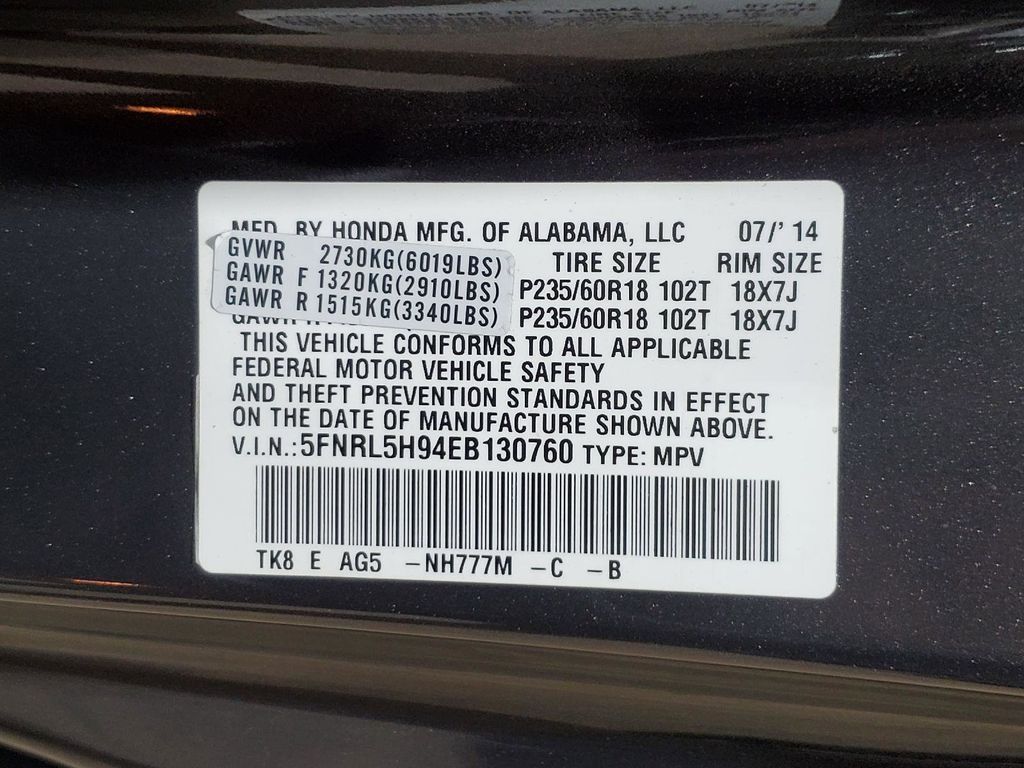 MFD. BY HONDA MFG. OF ALABAMA, LLC 07/' 14
GVWR 2730KG(6019LBS) TIRE SIZE RIM SIZE
GAWR F 1320KG(2910LBS) P235/60R18 102T 18X7J
GAWR R 1515KG(3340LBS) P235/60R18 102T 18X7J
THIS VEHICLE CONFORMS TO ALL APPLICABLE
FEDERAL MOTOR VEHICLE SAFETY
AND THEFT PREVENTION STANDARDS IN EFFECT
ON THE DATE OF MANUFACTURE SHOWN ABOVE.
V.I.N.: 5FNRL5H94EB130760 TYPE: MPV
TK8 E AG5 -NH777M -C -B